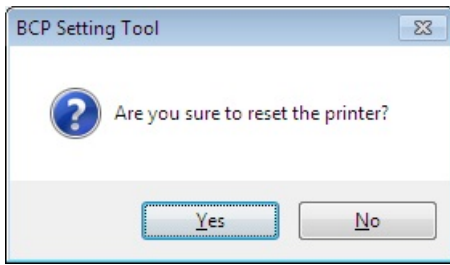 BCP Setting Tool
Are you sure to reset the printer?
Yes
No